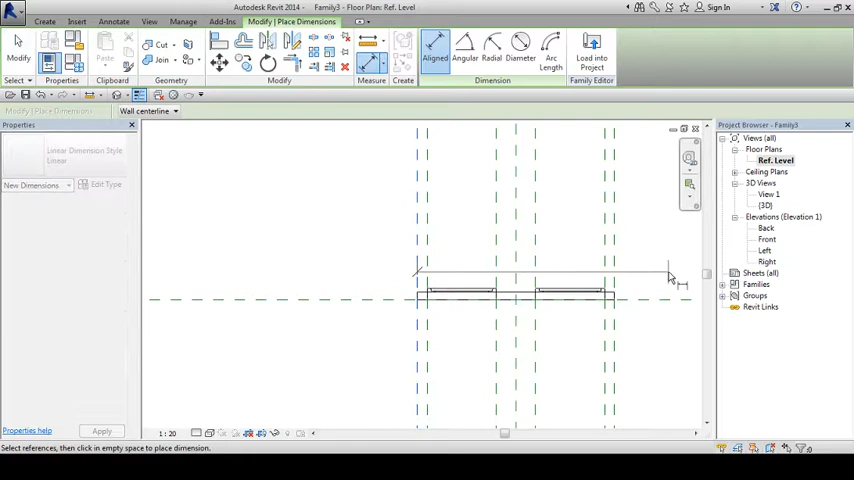 Autodesk Revit 2014 - Family3 - Floor Plan: Ref. Level
Sign In
Create Insert Annotate View Manage Add-Ins Modify | Place Dimensions
Modify
Paste
Cut
Join
Aligned
Angular
Radial
Diameter
Arc
Length
Load into
Project
Select
Properties
Clipboard
Geometry
Modify
Measure
Create
Dimension
Family Editor
Modify | Place Dimensions
Wall centerline
Properties
Linear Dimension Style
Linear
New Dimensions
Edit Type
Properties help
Apply
1 : 20
Project Browser - Family3
Views (all)
Floor Plans
Ref. Level
Ceiling Plans
3D Views
View 1
{3D}
Elevations (Elevation 1)
Back
Front
Left
Right
Sheets (all)
Families
Groups
Revit Links
Select references, then click in empty space to place dimension.
:0